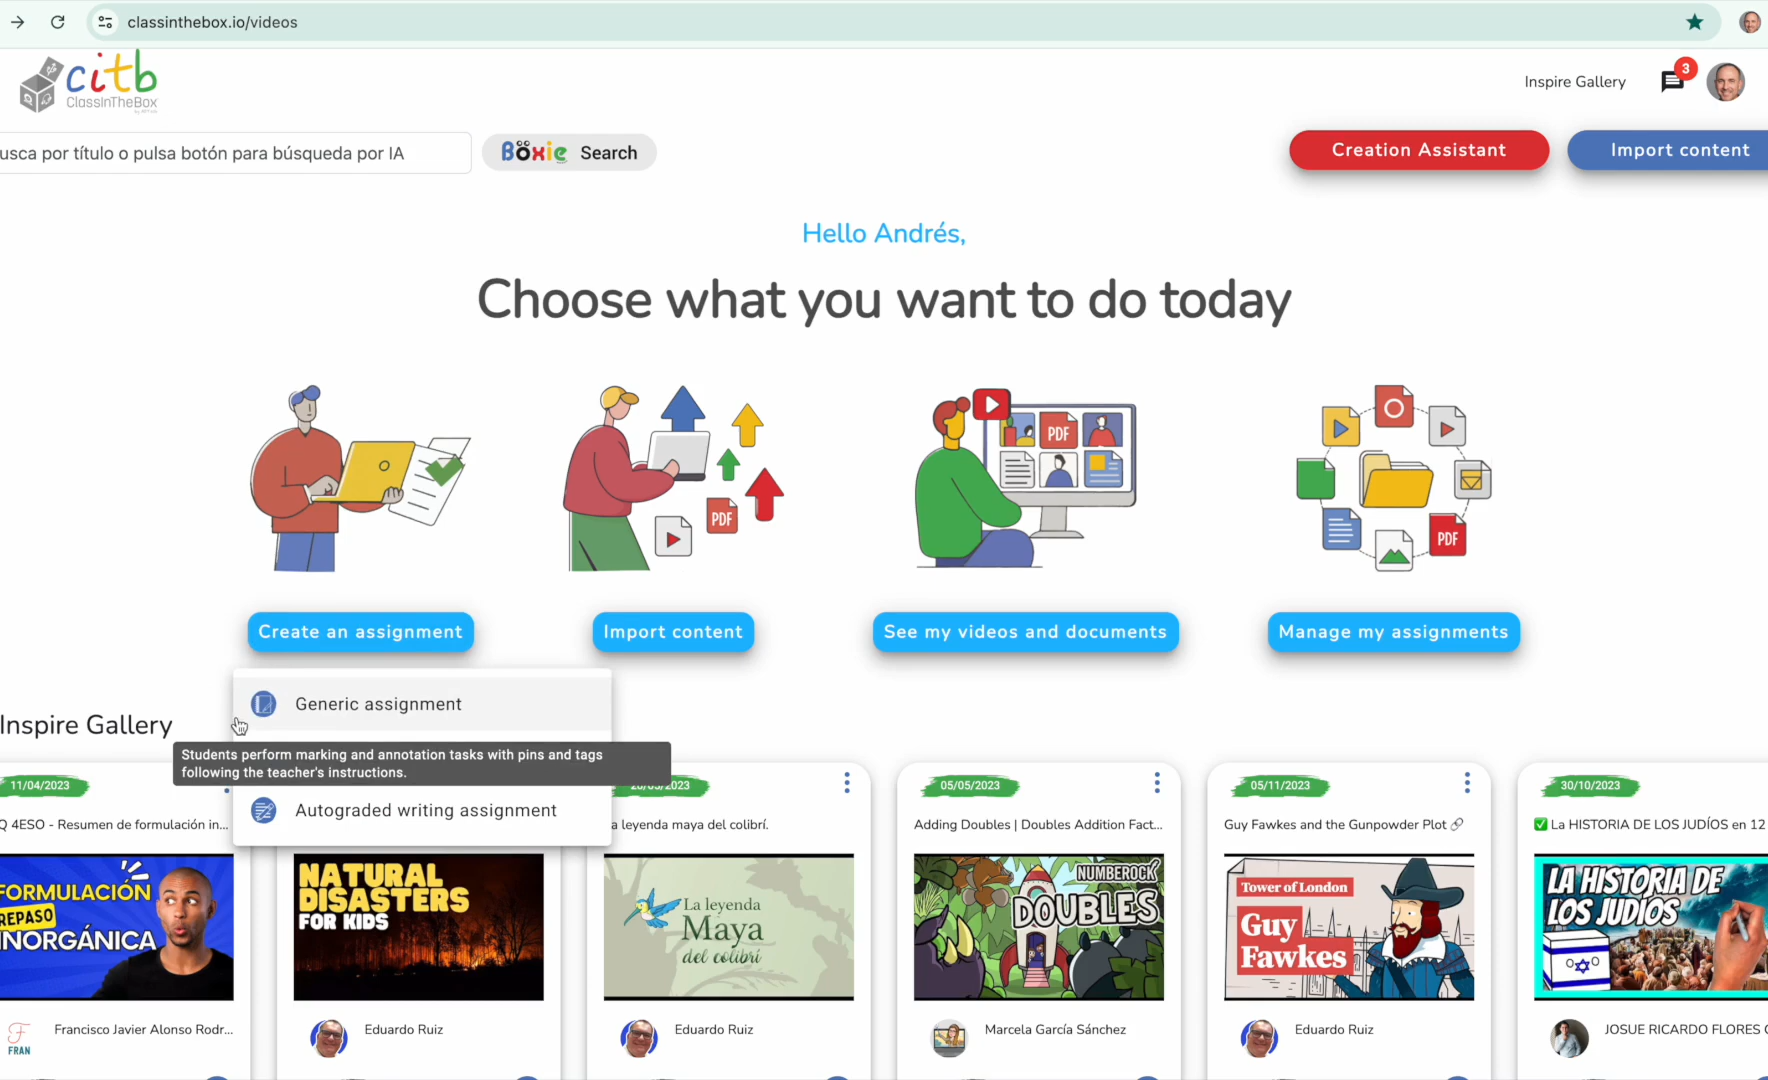 classinthebox.io/videos
citb
ClassInTheBox
Inspire Gallery
3
usca por título o pulsa botón para búsqueda por IA
Böxie Search
Creation Assistant
Import content
Hello Andrés,
Choose what you want to do today
PDF
PDF
PDF
Create an assignment
Import content
See my videos and documents
Manage my assignments
Generic assignment
Inspire Gallery
Students perform marking and annotation tasks with pins and tags
following the teacher's instructions.
Autograded writing assignment
11/04/2023
05/05/2023
05/11/2023
30/10/2023
Q 4ESO - Resumen de formulación in...
a leyenda maya del colibrí.
Adding Doubles | Doubles Addition Fact...
Guy Fawkes and the Gunpowder Plot 🔗
✅ La HISTORIA DE LOS JUDÍOS en 12
FORMULACIÓN
REPASO
INORGÁNICA
NATURAL
DISASTERS
FOR KIDS
La leyenda
Maya
del colibrí
NUMBEROCK
DOUBLES
Tower of London
Guy
Fawkes
LA HISTORIA DE
LOS JUDÍOS
FRAN
Francisco Javier Alonso Rodr...
Eduardo Ruiz
Eduardo Ruiz
Marcela García Sánchez
Eduardo Ruiz
JOSUE RICARDO FLORES